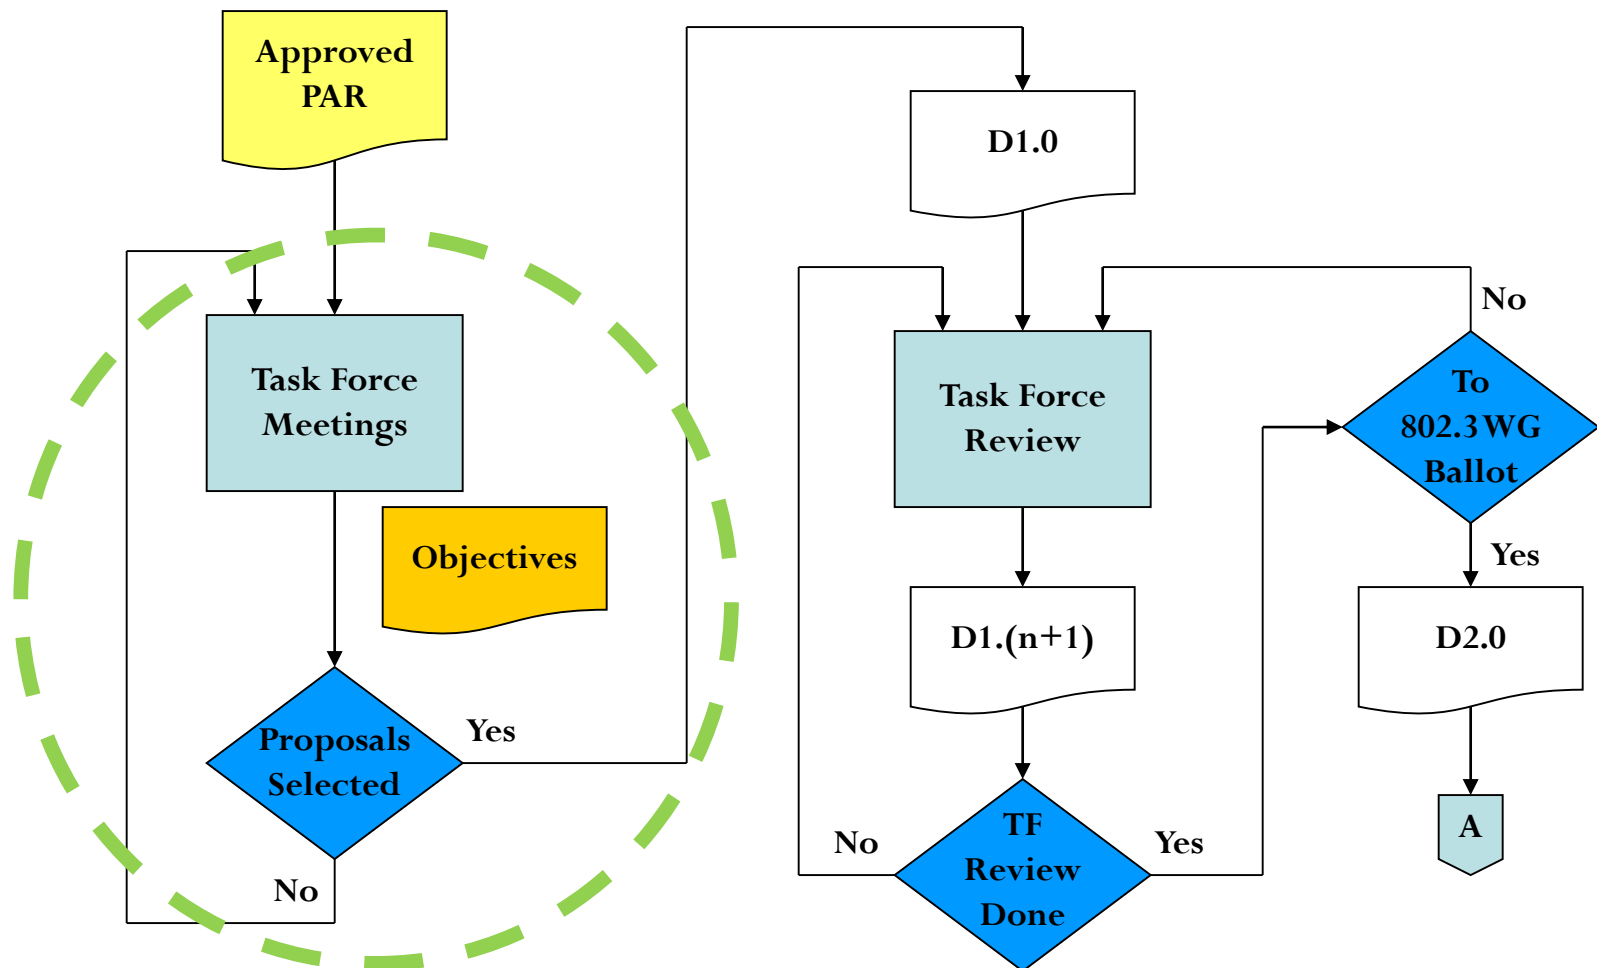 Approved
PAR
Task Force
Meetings
Objectives
Proposals
Selected
Yes
No
D1.0
Task Force
Review
D1.(n+1)
TF
Review
Done
No
Yes
To
802.3 WG
Ballot
No
Yes
D2.0
A